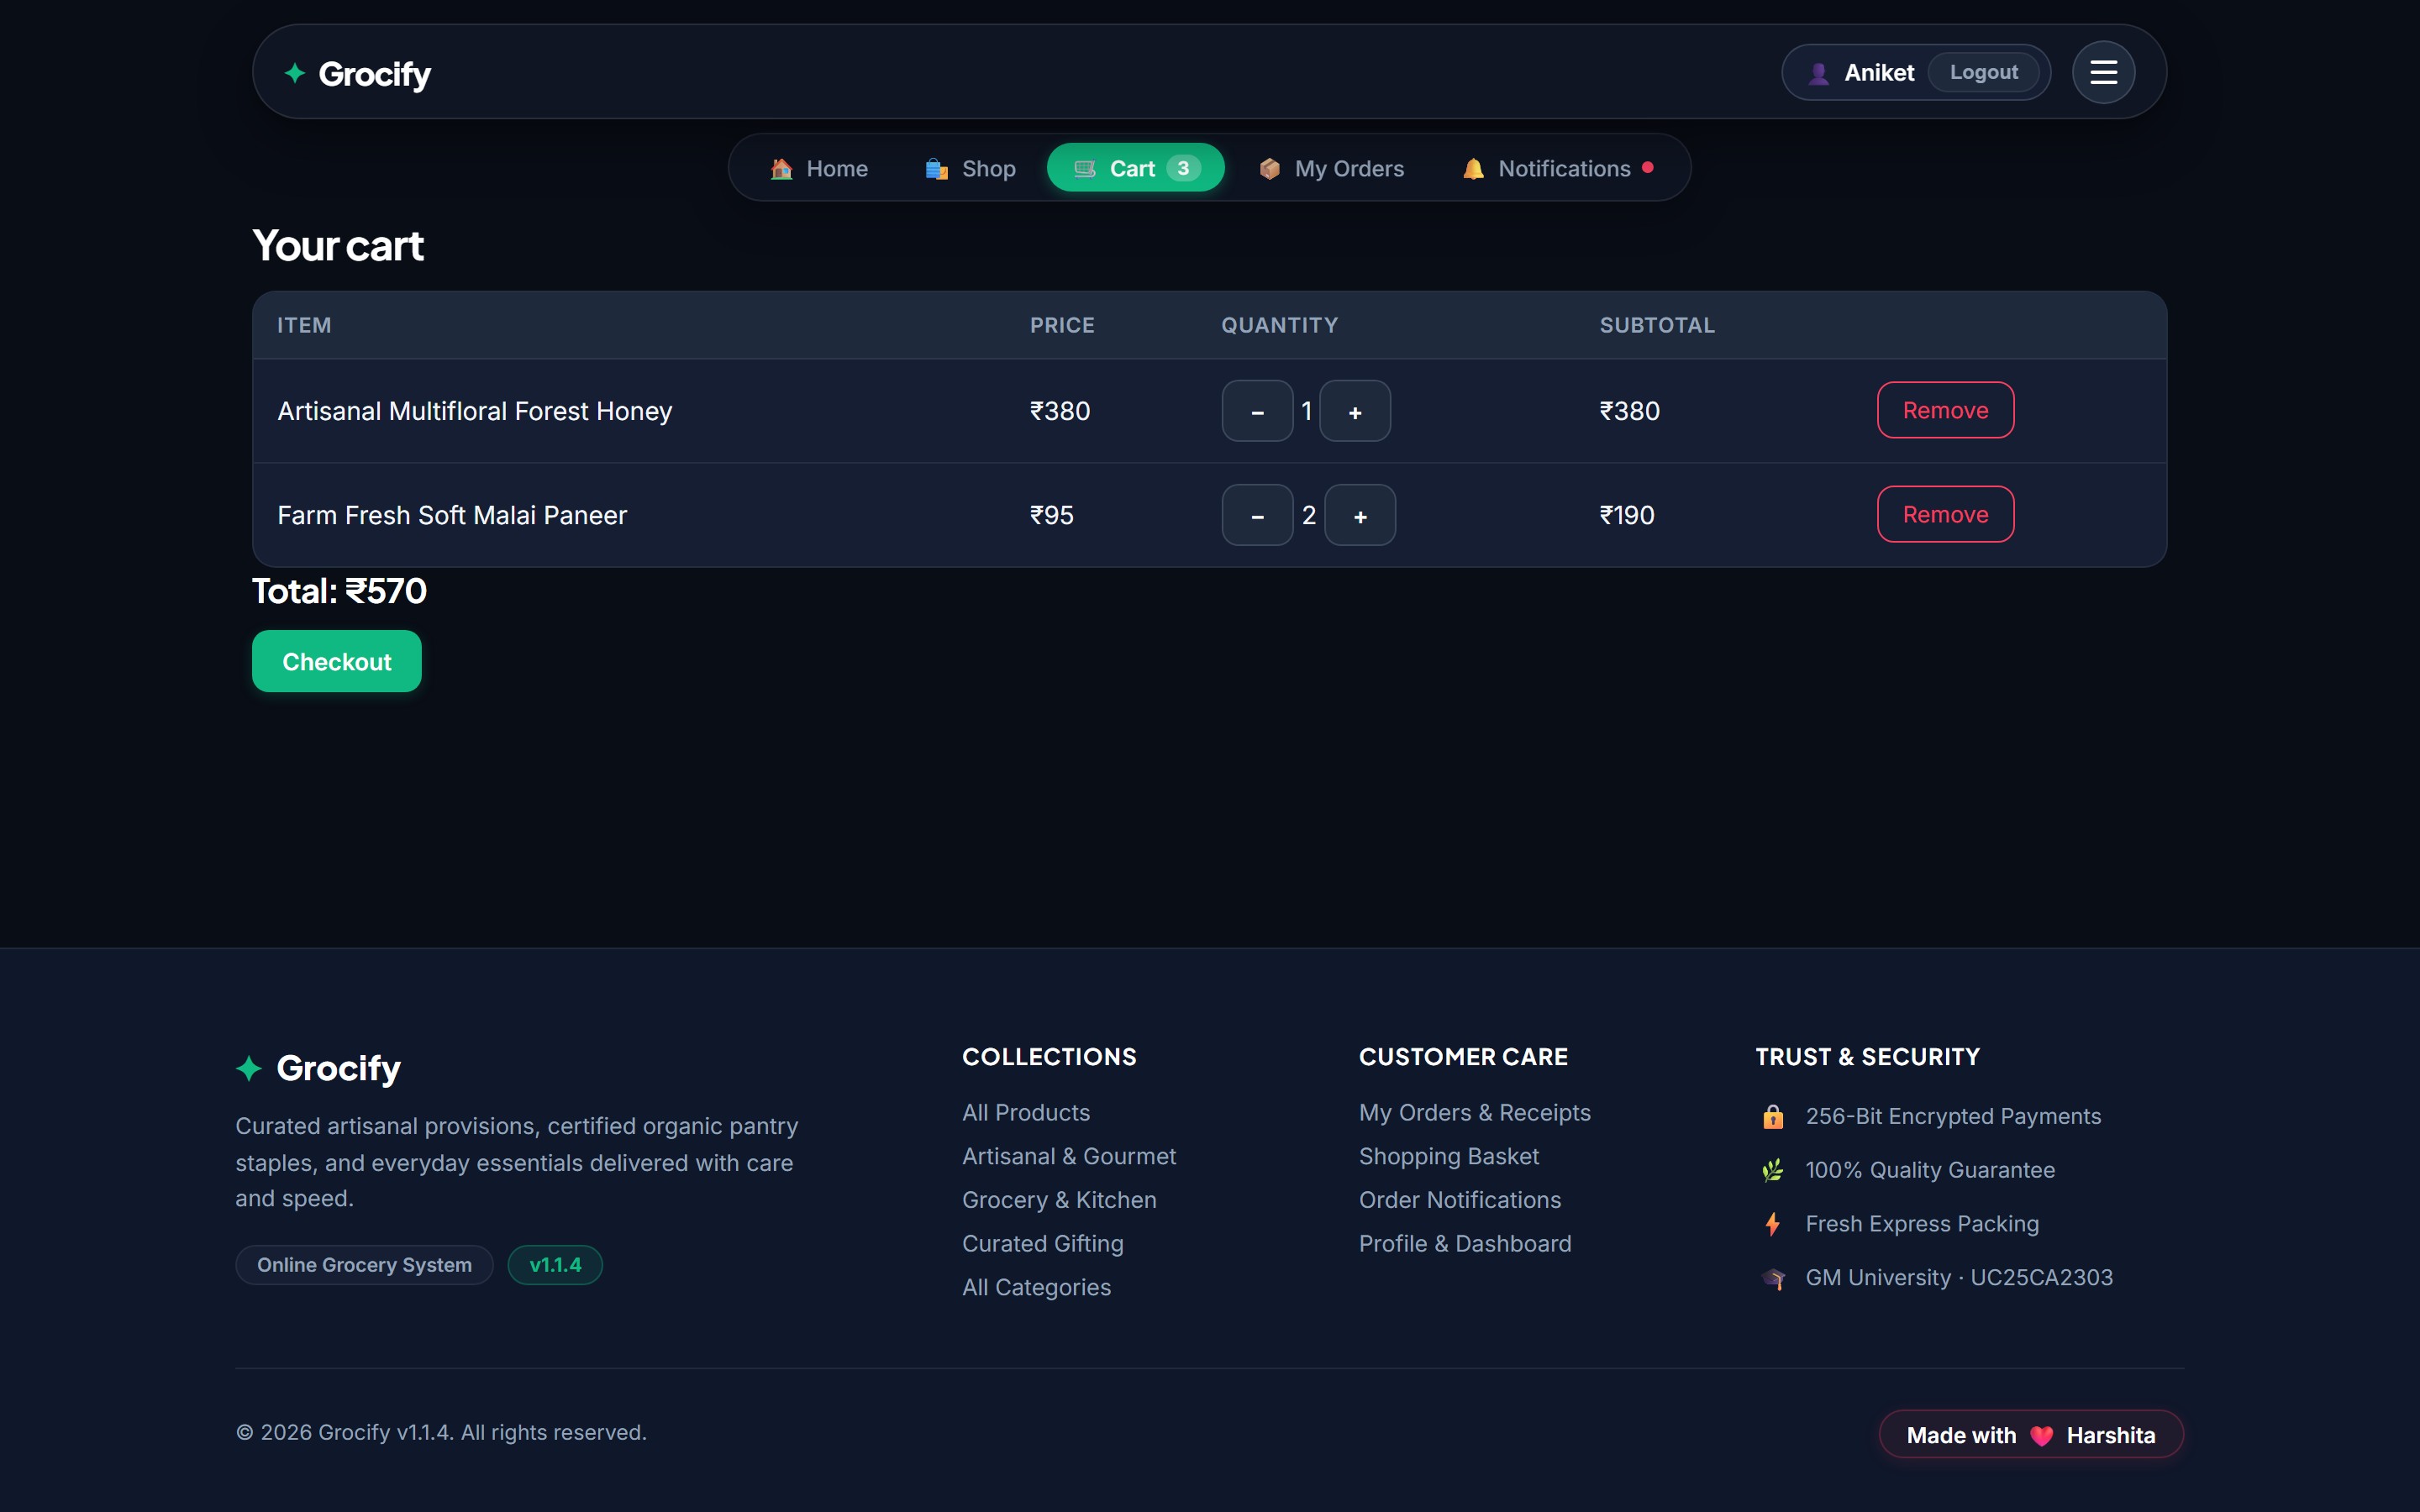 Grocify
Aniket Logout
Home Shop Cart 3 My Orders Notifications
Your cart
ITEM PRICE QUANTITY SUBTOTAL
Artisanal Multifloral Forest Honey ₹380 − 1 + ₹380 Remove
Farm Fresh Soft Malai Paneer ₹95 − 2 + ₹190 Remove
Total: ₹570
Checkout
Grocify
Curated artisanal provisions, certified organic pantry
staples, and everyday essentials delivered with care
and speed.
Online Grocery System v1.1.4
COLLECTIONS
All Products
Artisanal & Gourmet
Grocery & Kitchen
Curated Gifting
All Categories
CUSTOMER CARE
My Orders & Receipts
Shopping Basket
Order Notifications
Profile & Dashboard
TRUST & SECURITY
256-Bit Encrypted Payments
100% Quality Guarantee
Fresh Express Packing
GM University · UC25CA2303
© 2026 Grocify v1.1.4. All rights reserved.
Made with ❤️ Harshita